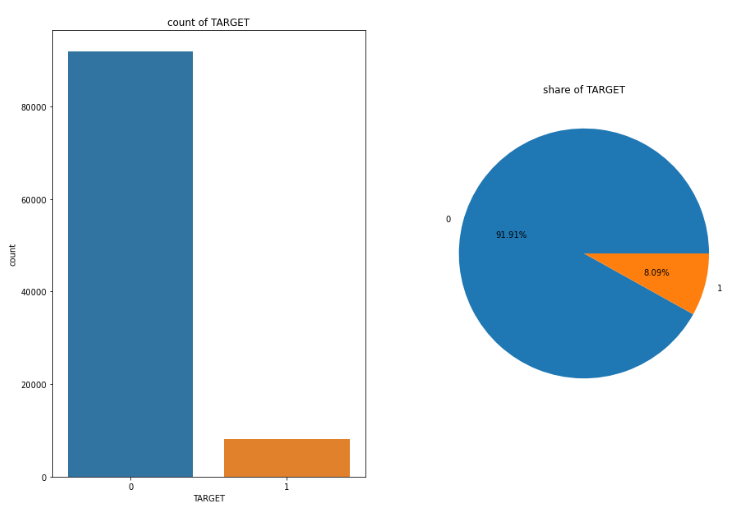 count of TARGET
80000
60000
40000
20000
0
count
0
1
TARGET
share of TARGET
0
91.91%
8.09%
1